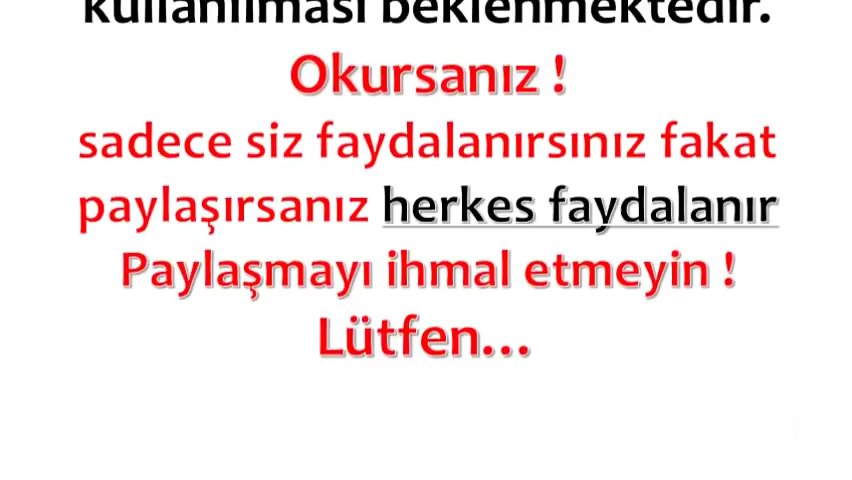 kullanılması beklenmektedir.
Okursanız !
sadece siz faydalanırsınız fakat
paylaşırsanız herkes faydalanır
Paylaşmayı ihmal etmeyin !
Lütfen...